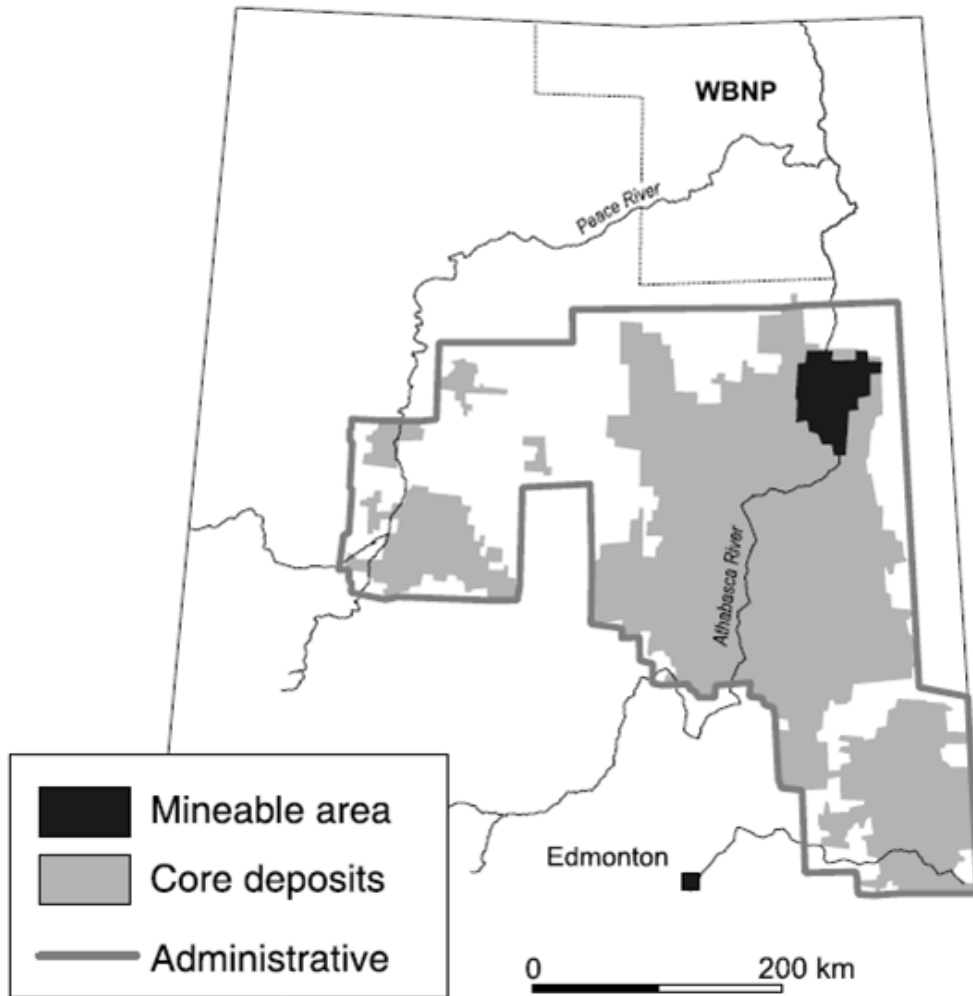 WBNP
Peace River
Athabasca River
Edmonton
Mineable area
Core deposits
Administrative
0 200 km